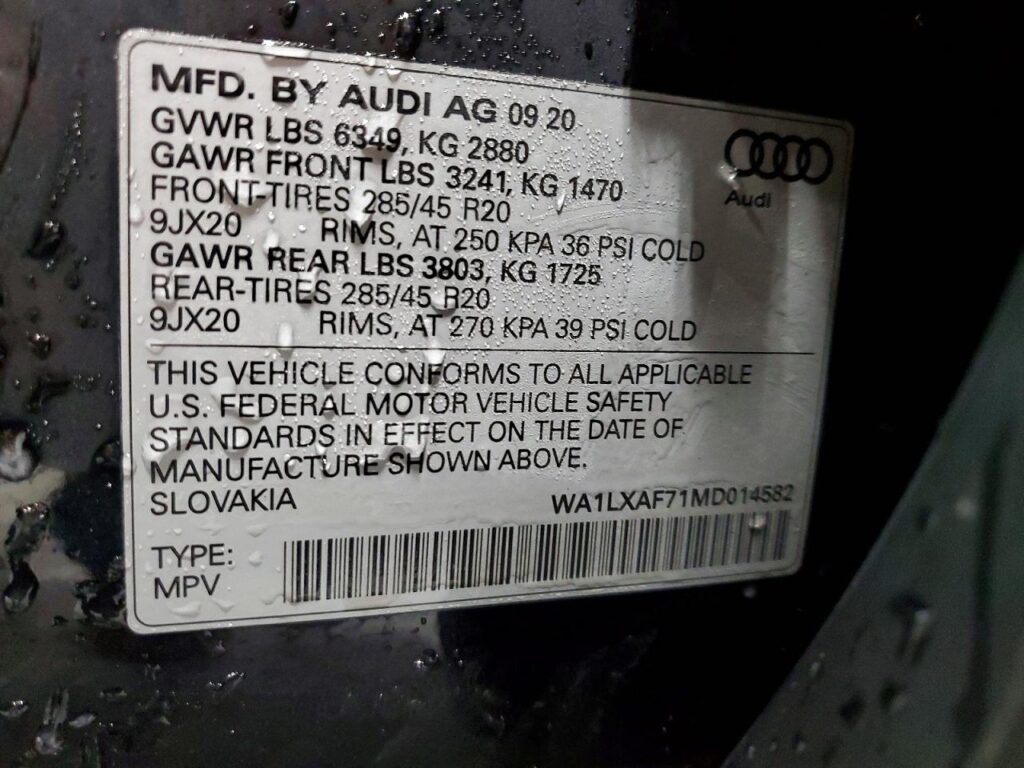 MFD. BY AUDI AG 09 20
GVWR LBS 6349, KG 2880
GAWR FRONT LBS 3241, KG 1470
FRONT-TIRES 285/45 R20
9JX20 RIMS, AT 250 KPA 36 PSI COLD
GAWR REAR LBS 3803, KG 1725
REAR-TIRES 285/45 R20
9JX20 RIMS, AT 270 KPA 39 PSI COLD
Audi
THIS VEHICLE CONFORMS TO ALL APPLICABLE
U.S. FEDERAL MOTOR VEHICLE SAFETY
STANDARDS IN EFFECT ON THE DATE OF
MANUFACTURE SHOWN ABOVE.
SLOVAKIA WA1LXAF71MD014582
TYPE:
MPV